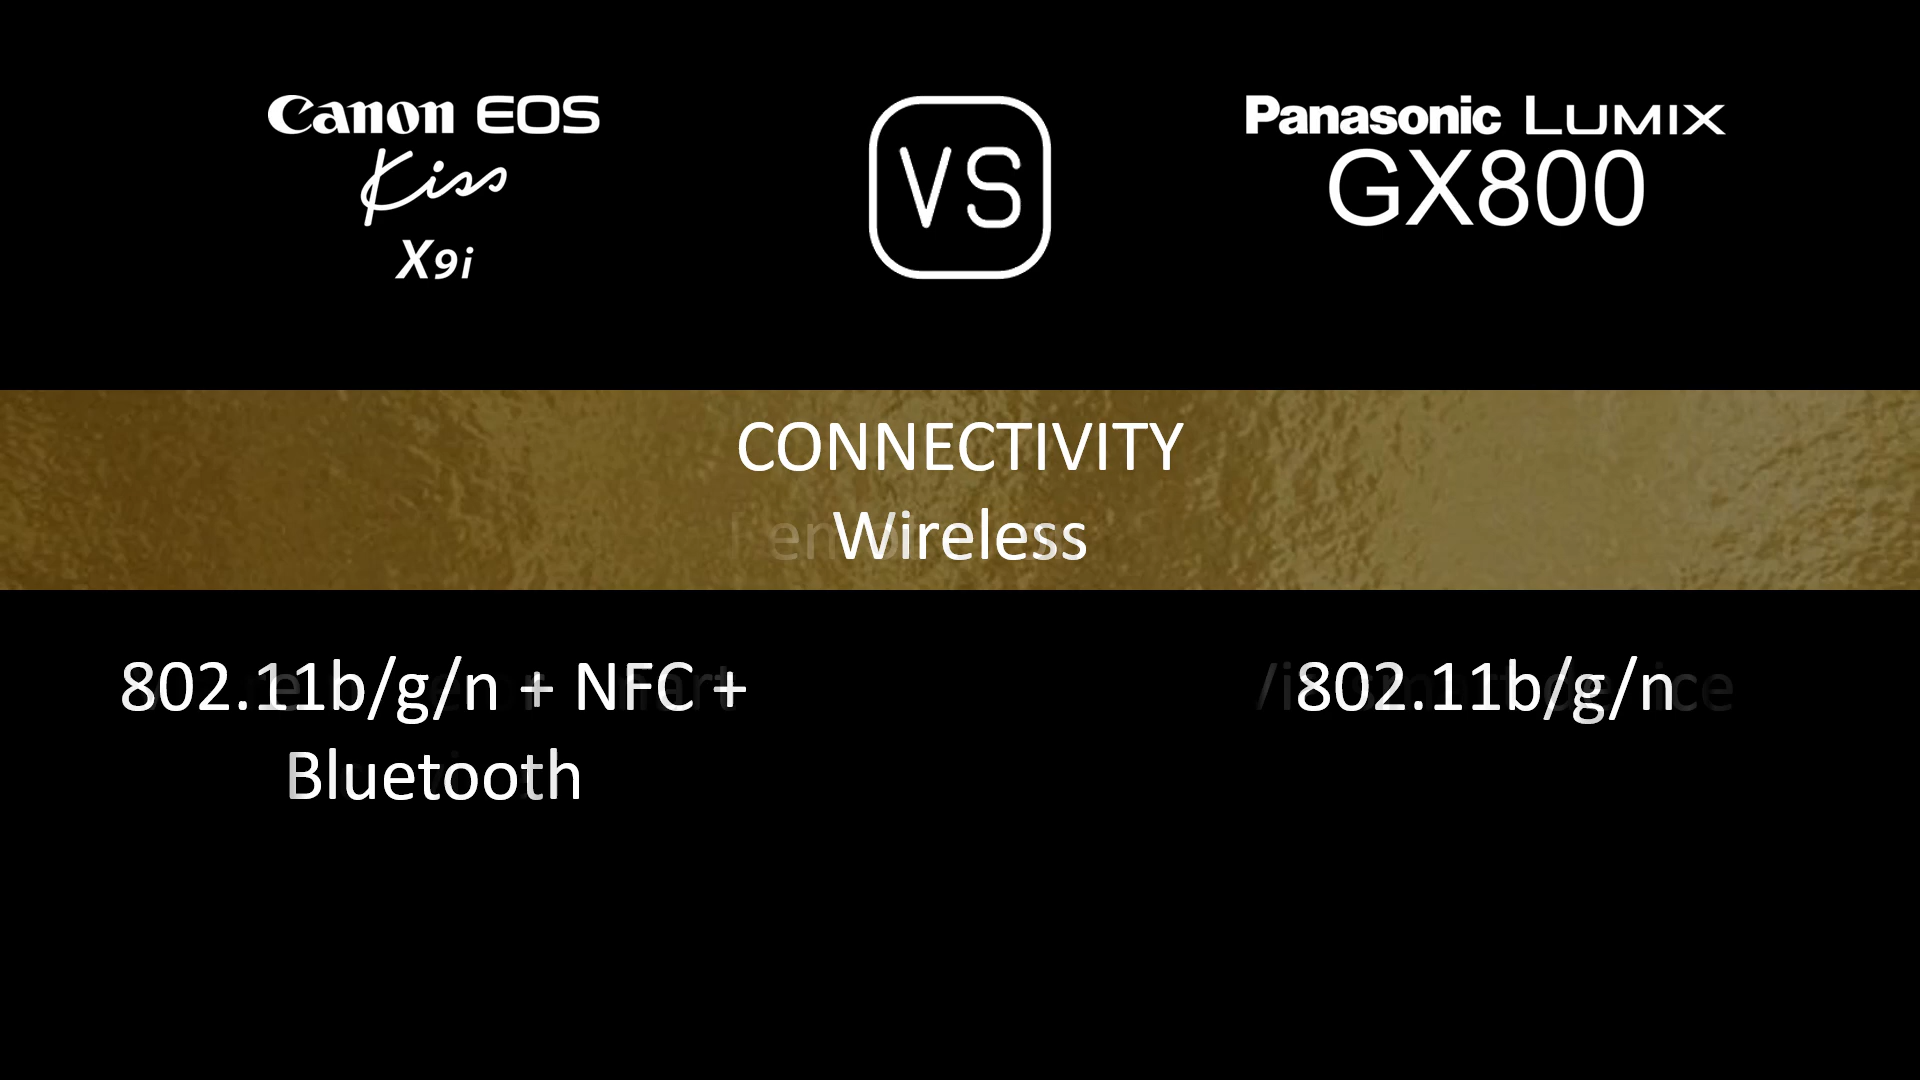 Canon EOS
Kiss
X9i
VS
Panasonic LUMIX
GX800
CONNECTIVITY
Wireless
802.11b/g/n + NFC +
Bluetooth
802.11b/g/n